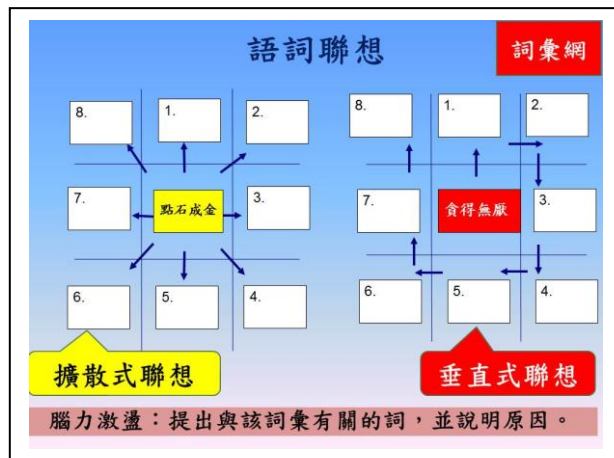 語詞聯想
詞彙網
8.
1.
2.
7.
點石成金
3.
6.
5.
4.
擴散式聯想
8.
1.
2.
7.
貪得無厭
3.
6.
5.
4.
垂直式聯想
腦力激盪：提出與該詞彙有關的詞，並說明原因。